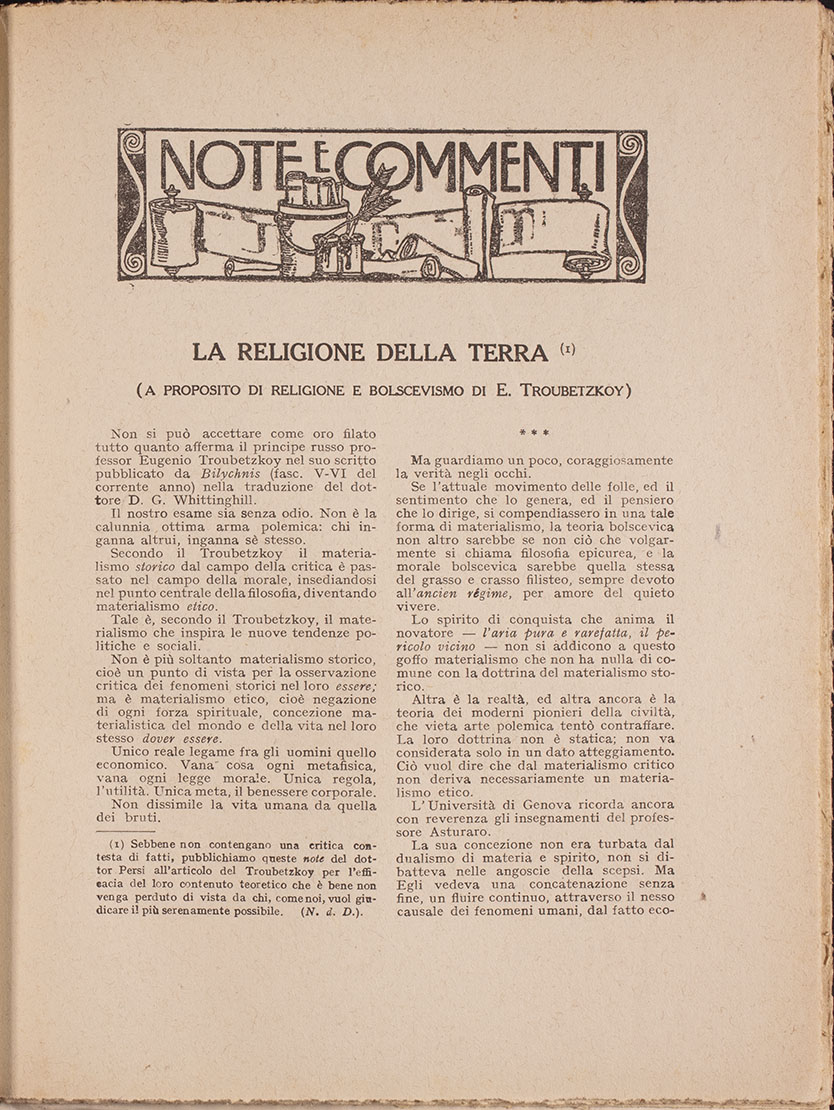 NOTE E COMMENTI
LA RELIGIONE DELLA TERRA (1)
(A PROPOSITO DI RELIGIONE E BOLSCEVISMO DI E. TROUBETZKOY)
Non si può accettare come oro filato
tutto quanto afferma il principe russo pro-
fessor Eugenio Troubetzkoy nel suo scritto
pubblicato da Bilychnis (fasc. V-VI del
corrente anno) nella traduzione del dot-
tore D. G. Whittinghill.
Il nostro esame sia senza odio. Non è la
calunnia ottima arma polemica: chi in-
ganna altrui, inganna sè stesso.
Secondo il Troubetzkoy il materia-
lismo storico dal campo della critica è pas-
sato nel campo della morale, insediandosi
nel punto centrale della filosofia, diventando
materialismo etico.
Tale è, secondo il Troubetzkoy, il mate-
rialismo che inspira le nuove tendenze po-
litiche e sociali.
Non è più soltanto materialismo storico,
cioè un punto di vista per la osservazione
critica dei fenomeni storici nel loro essere;
ma è materialismo etico, cioè negazione
di ogni forza spirituale, concezione ma-
terialistica del mondo e della vita nel loro
stesso dover essere.
Unico reale legame fra gli uomini quello
economico. Vana cosa ogni metafisica,
vana ogni legge morale. Unica regola,
l'utilità. Unica meta, il benessere corporale.
Non dissimile la vita umana da quella
dei bruti.
(1) Sebbene non contengano una critica con-
testa di fatti, pubblichiamo queste note del dot-
tor Persi all'articolo del Troubetzkoy per l'effi-
cacia del loro contenuto teoretico che è bene non
venga perduto di vista da chi, come noi, vuol giu-
dicare il più serenamente possibile. (N. d. D.).
* * *
Ma guardiamo un poco, coraggiosamente
la verità negli occhi.
Se l'attuale movimento delle folle, ed il
sentimento che lo genera, ed il pensiero
che lo dirige, si compendiassero in una tale
forma di materialismo, la teoria bolscevica
non altro sarebbe se non ciò che volgar-
mente si chiama filosofia epicurea, e la
morale bolscevica sarebbe quella stessa
del grasso e crasso filisteo, sempre devoto
all'ancien régime, per amore del quieto
vivere.
Lo spirito di conquista che anima il
novatore — l'aria pura e rarefatta, il pe-
ricolo vicino — non si addicono a questo
goffo materialismo che non ha nulla di co-
mune con la dottrina del materialismo sto-
rico.
Altra è la realtà, ed altra ancora è la
teoria dei moderni pionieri della civiltà,
che vieta arte polemica tentò contraffare.
La loro dottrina non è statica; non va
considerata solo in un dato atteggiamento.
Ciò vuol dire che dal materialismo critico
non deriva necessariamente un materia-
lismo etico.
L'Università di Genova ricorda ancora
con reverenza gli insegnamenti del profes-
sore Asturaro.
La sua concezione non era turbata dal
dualismo di materia e spirito, non si di-
batteva nelle angoscie della scepsi. Ma
Egli vedeva una concatenazione senza
fine, un fluire continuo, attraverso il nesso
causale dei fenomeni umani, dal fatto eco-